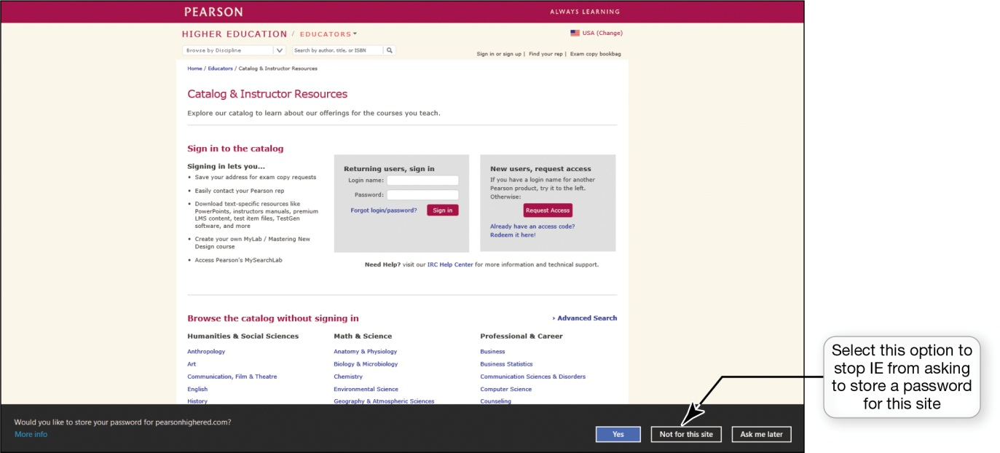 PEARSON
ALWAYS LEARNING
HIGHER EDUCATION / EDUCATORS
USA (Change)
Browse by Discipline
Search by author, title, or ISBN
Sign in or sign up | Find your rep | Exam copy bookbag
Home / Educators / Catalog & Instructor Resources
Catalog & Instructor Resources
Explore our catalog to learn about our offerings for the courses you teach.
Sign in to the catalog
Signing in lets you...
• Save your address for exam copy requests
• Easily contact your Pearson rep
• Download text-specific resources like
PowerPoints, instructors manuals, premium
LMS content, test item files, TestGen
software, and more
• Create your own MyLab / Mastering New
Design course
• Access Pearson's MySearchLab
Returning users, sign in
Login name:
Password:
Forgot login/password?
Sign in
New users, request access
If you have a login name for another
Pearson product, try it to the left.
Otherwise:
Request Access
Already have an access code?
Redeem it here!
Need Help? visit our IRC Help Center for more information and technical support.
Browse the catalog without signing in
› Advanced Search
Humanities & Social Sciences
Anthropology
Art
Communication, Film & Theatre
English
History
Math & Science
Anatomy & Physiology
Biology & Microbiology
Chemistry
Environmental Science
Geography & Atmospheric Sciences
Professional & Career
Business
Business Statistics
Communication Sciences & Disorders
Computer Science
Counseling
Would you like to store your password for pearsonhighered.com?
More info
Yes
Not for this site
Ask me later
Select this option to
stop IE from asking
to store a password
for this site